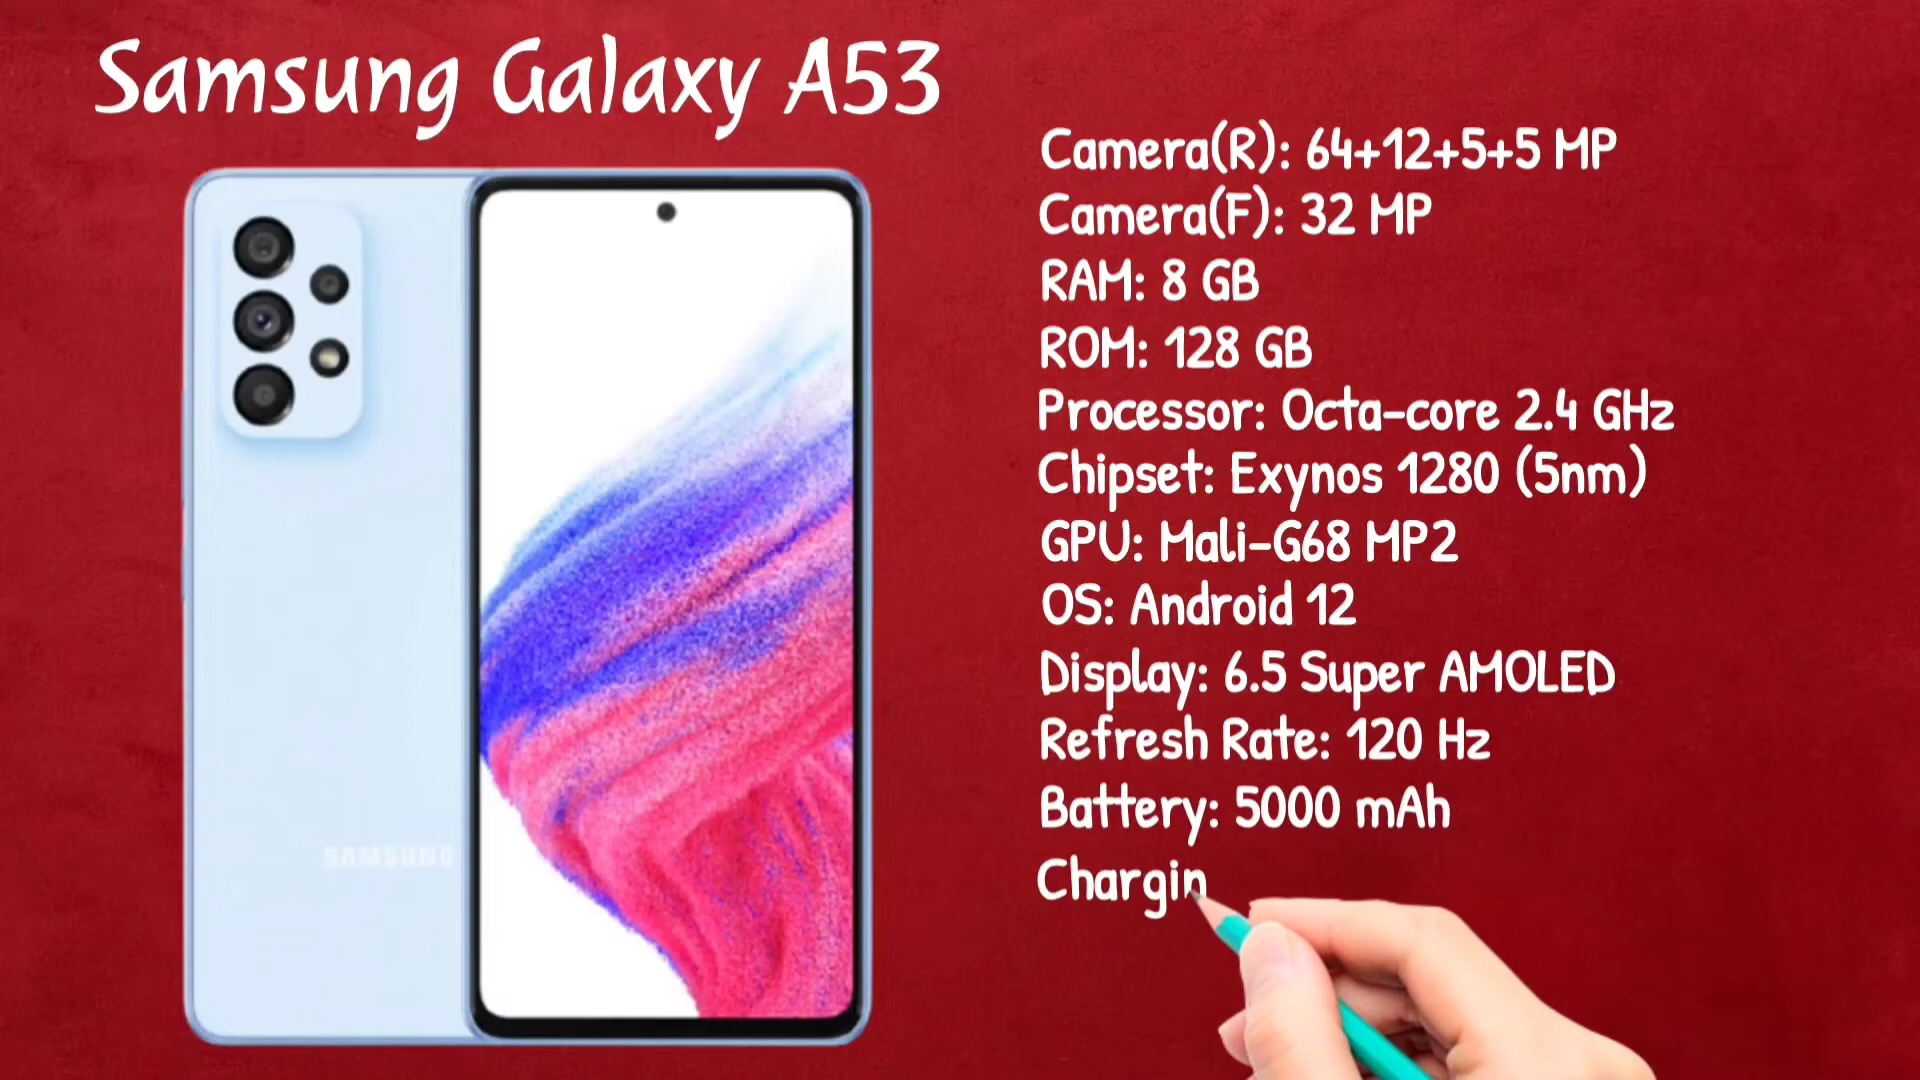 Samsung Galaxy A53
Camera(R): 64+12+5+5 MP
Camera(F): 32 MP
RAM: 8 GB
ROM: 128 GB
Processor: Octa-core 2.4 GHz
Chipset: Exynos 1280 (5nm)
GPU: Mali-G68 MP2
OS: Android 12
Display: 6.5 Super AMOLED
Refresh Rate: 120 Hz
Battery: 5000 mAh
Chargin
SAMSUNG